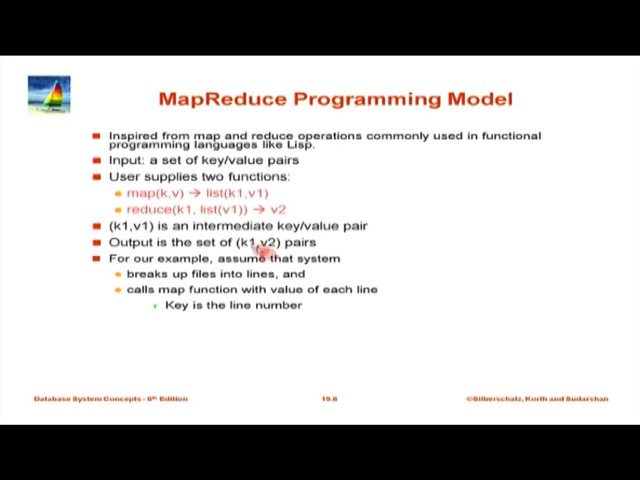 MapReduce Programming Model
Inspired from map and reduce operations commonly used in functional
programming languages like Lisp.
Input: a set of key/value pairs
User supplies two functions:
map(k,v) → list(k1,v1)
reduce(k1, list(v1)) → v2
(k1,v1) is an intermediate key/value pair
Output is the set of (k1,v2) pairs
For our example, assume that system
breaks up files into lines, and
calls map function with value of each line
Key is the line number
Database System Concepts - 6th Edition
19.6
©Silberschatz, Korth and Sudarshan